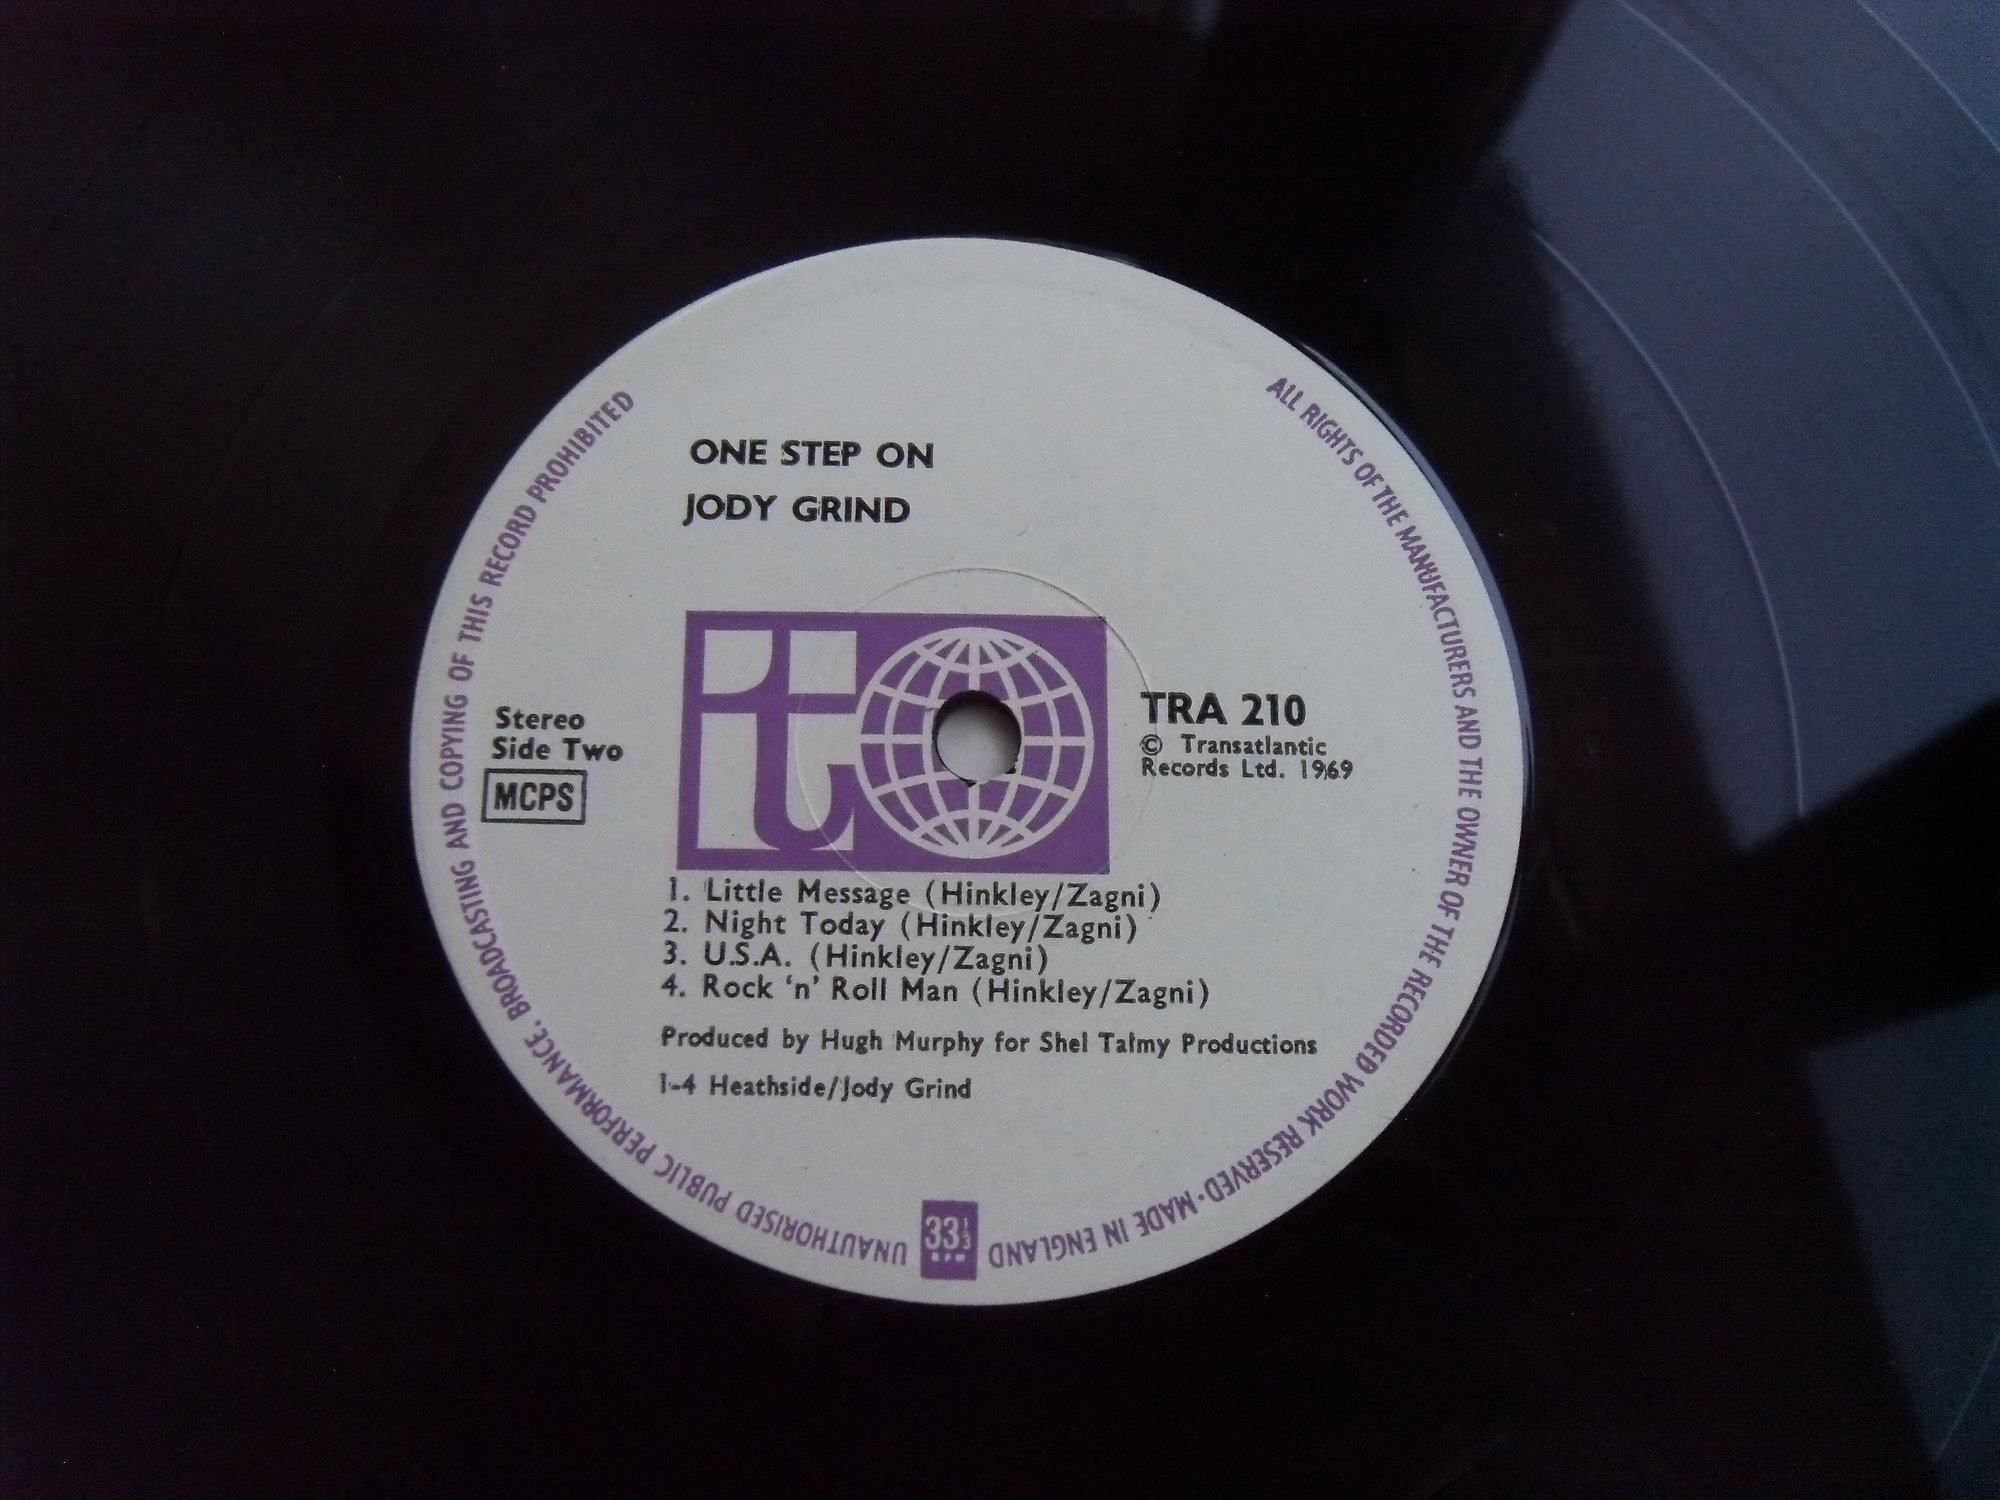 ONE STEP ON
JODY GRIND
Stereo
Side Two
MCPS
t
TRA 210
© Transatlantic
Records Ltd. 1969
1. Little Message (Hinkley/Zagni)
2. Night Today (Hinkley/Zagni)
3. U.S.A. (Hinkley/Zagni)
4. Rock ‘n’ Roll Man (Hinkley/Zagni)
Produced by Hugh Murphy for Shel Talmy Productions
1-4 Heathside/Jody Grind
33⅓
RPM
ALL RIGHTS OF THE MANUFACTURERS AND THE OWNER OF THE RECORDED WORK RESERVED · MADE IN ENGLAND
UNAUTHORISED PUBLIC PERFORMANCE. BROADCASTING AND COPYING OF THIS RECORD PROHIBITED